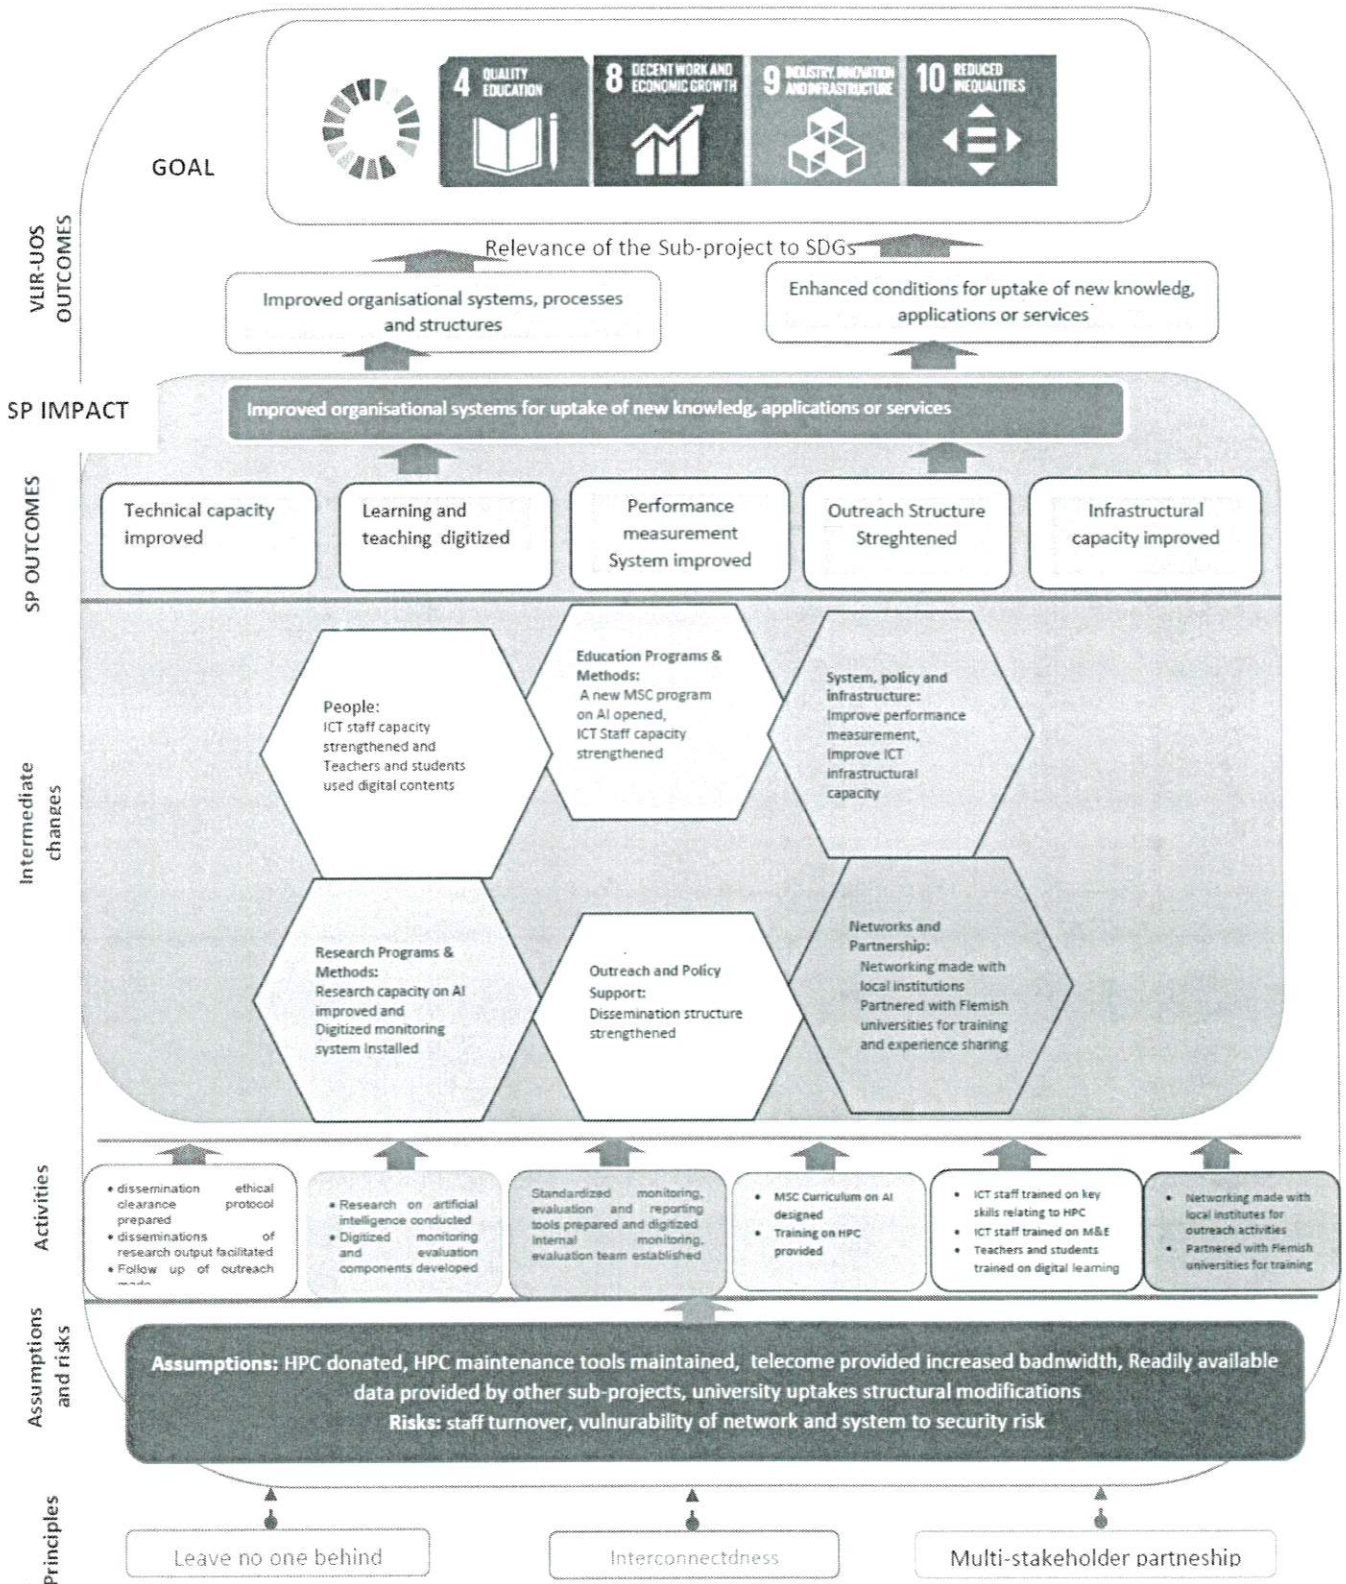 4 QUALITY
EDUCATION
8 DECENT WORK AND
ECONOMIC GROWTH
9 INDUSTRY, INNOVATION
AND INFRASTRUCTURE
10 REDUCED
INEQUALITIES
GOAL
Relevance of the Sub-project to SDGs
VLIR-UOS
OUTCOMES
Improved organisational systems, processes
and structures
Enhanced conditions for uptake of new knowledg,
applications or services
SP IMPACT
Improved organisational systems for uptake of new knowledg, applications or services
SP OUTCOMES
Technical capacity
improved
Learning and
teaching digitized
Performance
measurement
System improved
Outreach Structure
Streghtened
Infrastructural
capacity improved
Intermediate
changes
People:
ICT staff capacity
strengthened and
Teachers and students
used digital contents
Education Programs &
Methods:
A new MSC program
on AI opened,
ICT Staff capacity
strengthened
System, policy and
infrastructure:
Improve performance
measurement,
Improve ICT
infrastructural
capacity
Research Programs &
Methods:
Research capacity on AI
improved and
Digitized monitoring
system Installed
Outreach and Policy
Support:
Dissemination structure
strengthened
Networks and
Partnership:
Networking made with
local institutions
Partnered with Flemish
universities for training
and experience sharing
Activities
• dissemination ethical
clearance protocol
prepared
• disseminations of
research output facilitated
• Follow up of outreach
• Research on artificial
intelligence conducted
• Digitized monitoring
and evaluation
components developed
Standardized monitoring,
evaluation and reporting
tools prepared and digitized
Internal monitoring,
evaluation team established
• MSC Curriculum on AI
designed
• Training on HPC
provided
• ICT staff trained on key
skills relating to HPC
• ICT staff trained on M&E
• Teachers and students
trained on digital learning
• Networking made with
local institutes for
outreach activities
• Partnered with Flemish
universities for training
Assumptions
and risks
Assumptions: HPC donated, HPC maintenance tools maintained, telecome provided increased badnwidth, Readily available
data provided by other sub-projects, university uptakes structural modifications
Risks: staff turnover, vulnurability of network and system to security risk
Principles
Leave no one behind
Interconnectdness
Multi-stakeholder partneship